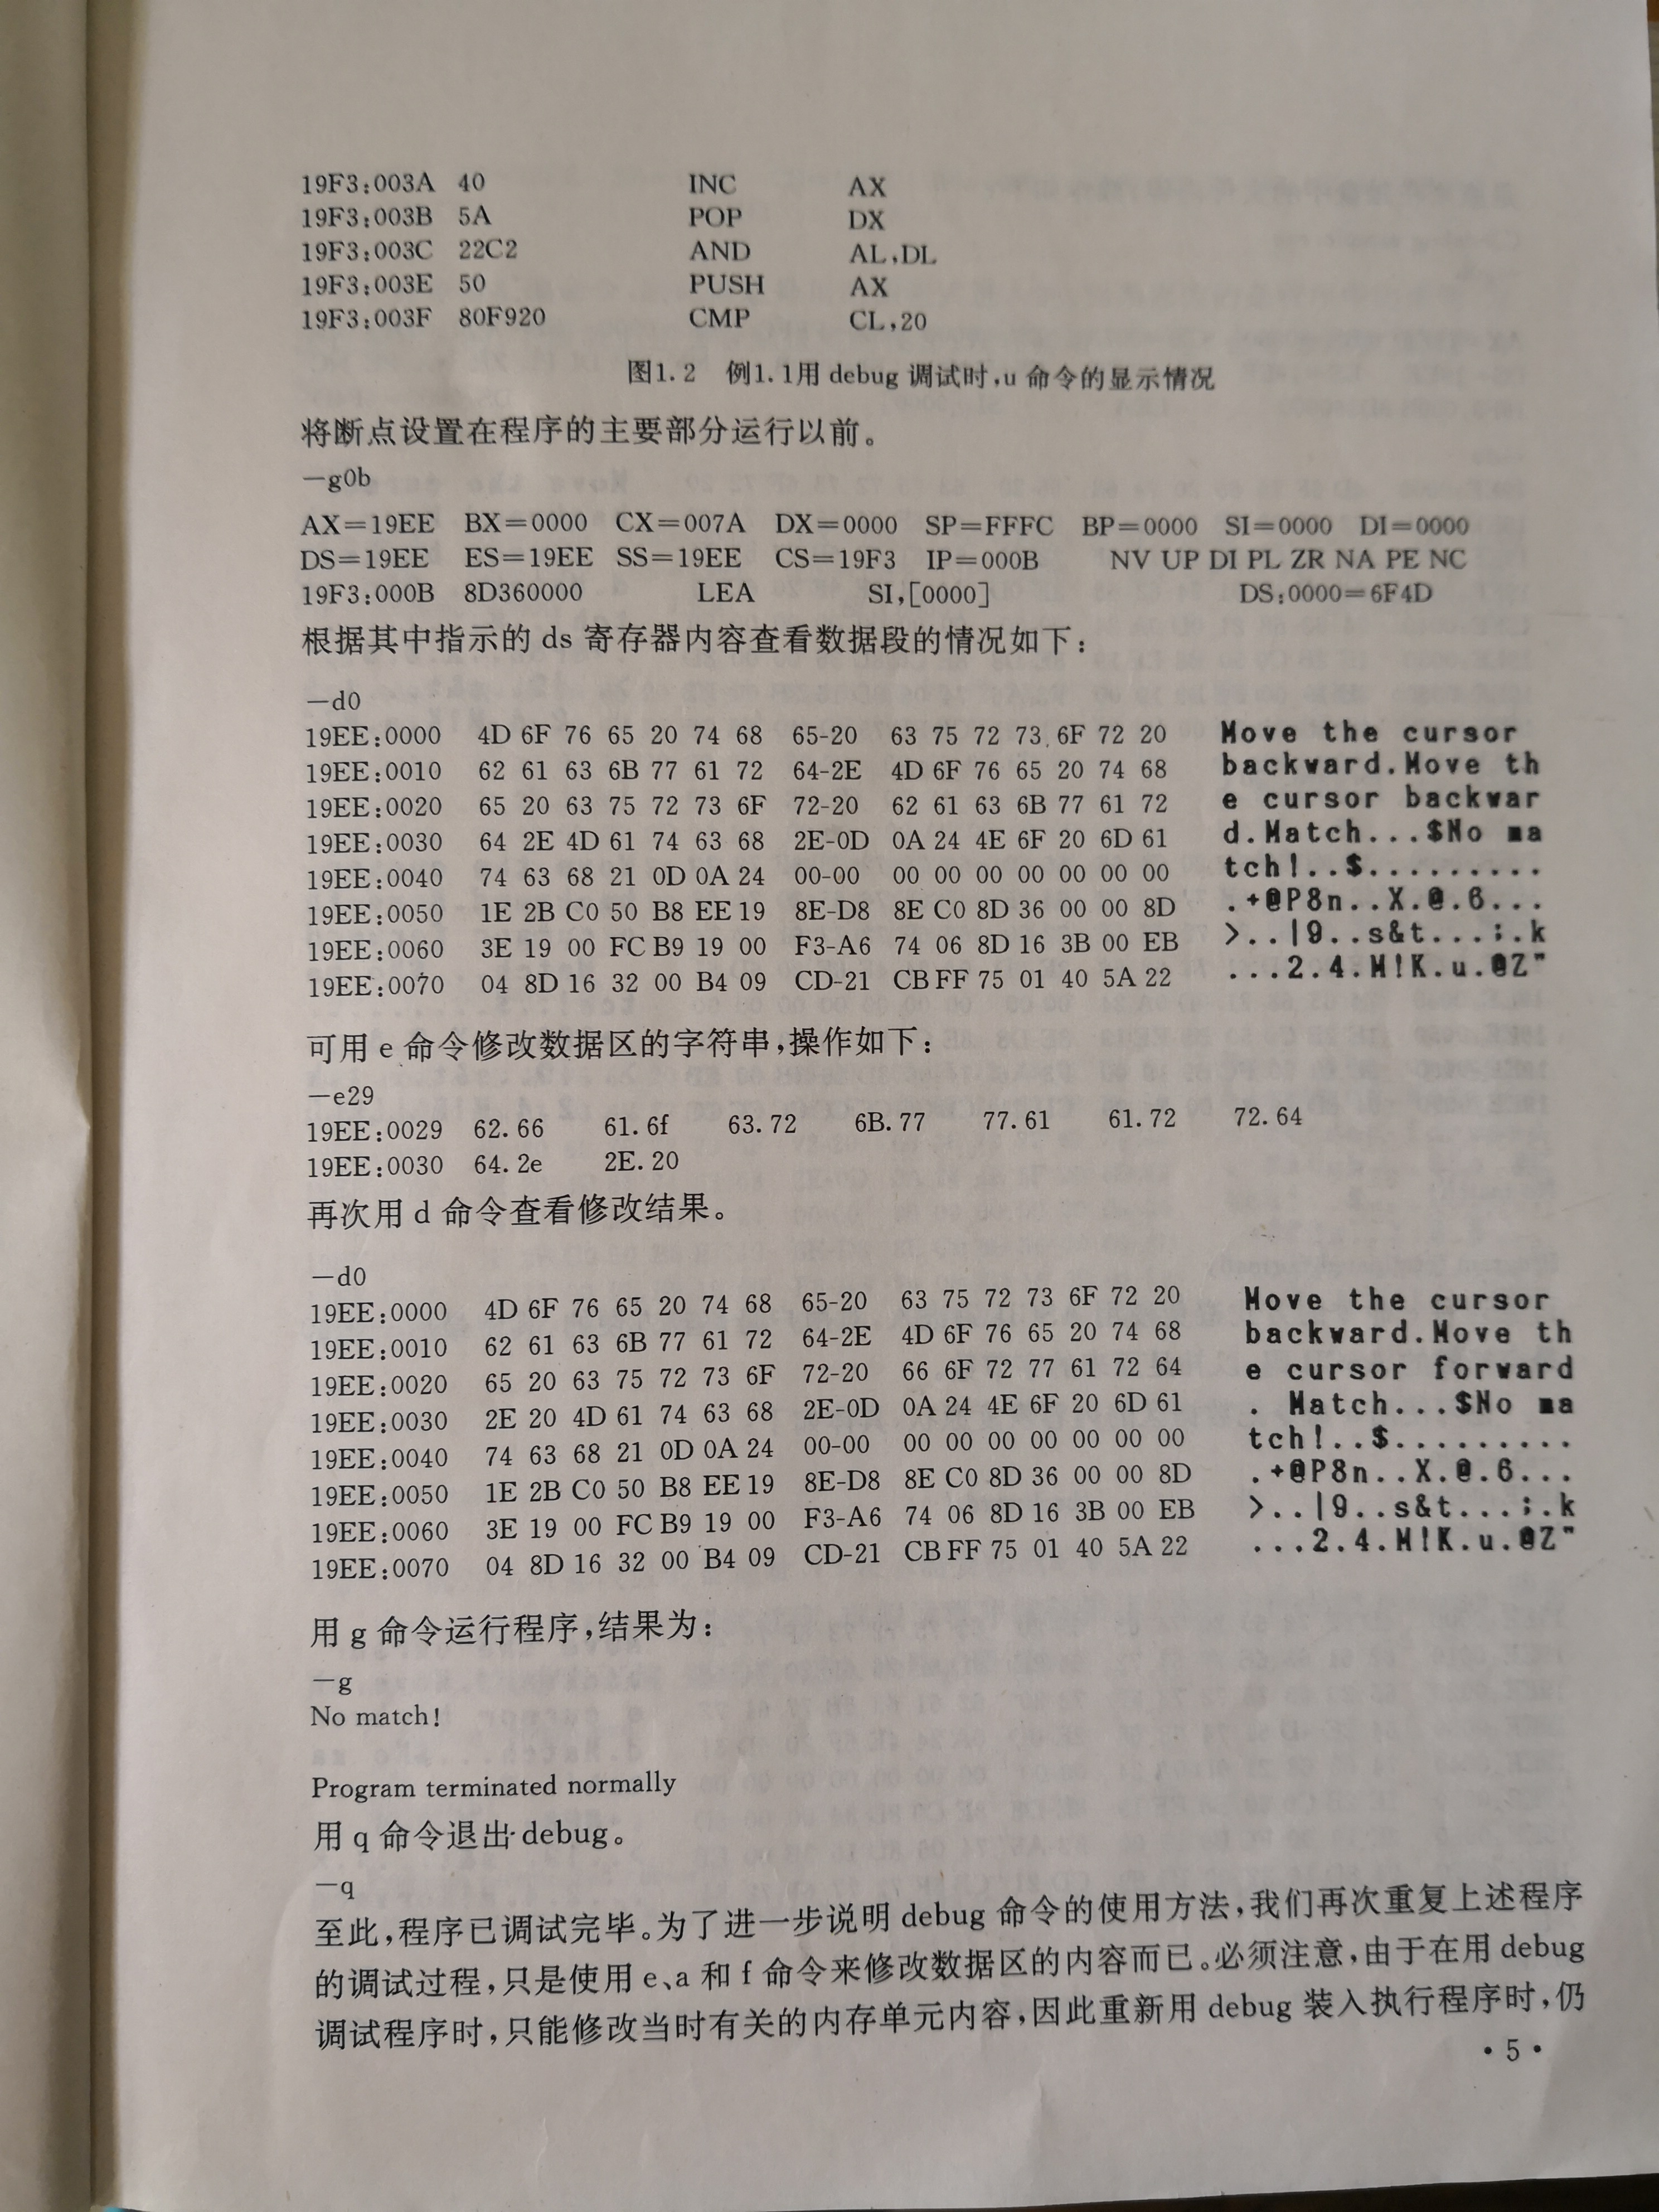 19F3:003A 40 INC AX
19F3:003B 5A POP DX
19F3:003C 22C2 AND AL,DL
19F3:003E 50 PUSH AX
19F3:003F 80F920 CMP CL,20
图1.2 例1.1用 debug 调试时,u 命令的显示情况
将断点设置在程序的主要部分运行以前。
—g0b
AX=19EE BX=0000 CX=007A DX=0000 SP=FFFC BP=0000 SI=0000 DI=0000
DS=19EE ES=19EE SS=19EE CS=19F3 IP=000B NV UP DI PL ZR NA PE NC
19F3:000B 8D360000 LEA SI,[0000] DS:0000=6F4D
根据其中指示的 ds 寄存器内容查看数据段的情况如下:
—d0
19EE:0000 4D 6F 76 65 20 74 68 65-20 63 75 72 73 6F 72 20 Move the cursor
19EE:0010 62 61 63 6B 77 61 72 64-2E 4D 6F 76 65 20 74 68 backward.Move th
19EE:0020 65 20 63 75 72 73 6F 72-20 62 61 63 6B 77 61 72 e cursor backwar
19EE:0030 64 2E 4D 61 74 63 68 2E-0D 0A 24 4E 6F 20 6D 61 d.Match...$No ma
19EE:0040 74 63 68 21 0D 0A 24 00-00 00 00 00 00 00 00 00 tch!..$.........
19EE:0050 1E 2B C0 50 B8 EE 19 8E-D8 8E C0 8D 36 00 00 8D .+@P8n..X.@.6...
19EE:0060 3E 19 00 FC B9 19 00 F3-A6 74 06 8D 16 3B 00 EB >..|9..s&t...;.k
19EE:0070 04 8D 16 32 00 B4 09 CD-21 CB FF 75 01 40 5A 22 ...2.4.M!K.u.@Z"
可用 e 命令修改数据区的字符串,操作如下:
—e29
19EE:0029 62.66 61.6f 63.72 6B.77 77.61 61.72 72.64
19EE:0030 64.2e 2E.20
再次用 d 命令查看修改结果。
—d0
19EE:0000 4D 6F 76 65 20 74 68 65-20 63 75 72 73 6F 72 20 Move the cursor
19EE:0010 62 61 63 6B 77 61 72 64-2E 4D 6F 76 65 20 74 68 backward.Move th
19EE:0020 65 20 63 75 72 73 6F 72-20 66 6F 72 77 61 72 64 e cursor forward
19EE:0030 2E 20 4D 61 74 63 68 2E-0D 0A 24 4E 6F 20 6D 61 . Match...$No ma
19EE:0040 74 63 68 21 0D 0A 24 00-00 00 00 00 00 00 00 00 tch!..$.........
19EE:0050 1E 2B C0 50 B8 EE 19 8E-D8 8E C0 8D 36 00 00 8D .+@P8n..X.@.6...
19EE:0060 3E 19 00 FC B9 19 00 F3-A6 74 06 8D 16 3B 00 EB >..|9..s&t...;.k
19EE:0070 04 8D 16 32 00 B4 09 CD-21 CB FF 75 01 40 5A 22 ...2.4.M!K.u.@Z"
用 g 命令运行程序,结果为:
—g
No match!
Program terminated normally
用 q 命令退出 debug。
—q
至此,程序已调试完毕。为了进一步说明 debug 命令的使用方法,我们再次重复上述程序
的调试过程,只是使用 e、a 和 f 命令来修改数据区的内容而已。必须注意,由于在用 debug
调试程序时,只能修改当时有关的内存单元内容,因此重新用 debug 装入执行程序时,仍
• 5 •